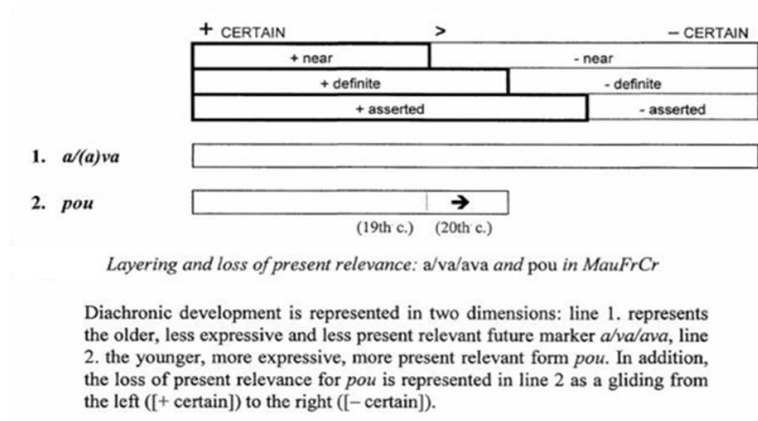 + CERTAIN > – CERTAIN
+ near - near
+ definite - definite
+ asserted - asserted
1. a/(a)va
2. pou →
(19th c.) (20th c.)
Layering and loss of present relevance: a/va/ava and pou in MauFrCr
Diachronic development is represented in two dimensions: line 1. represents
the older, less expressive and less present relevant future marker a/va/ava, line
2. the younger, more expressive, more present relevant form pou. In addition,
the loss of present relevance for pou is represented in line 2 as a gliding from
the left ([+ certain]) to the right ([– certain]).